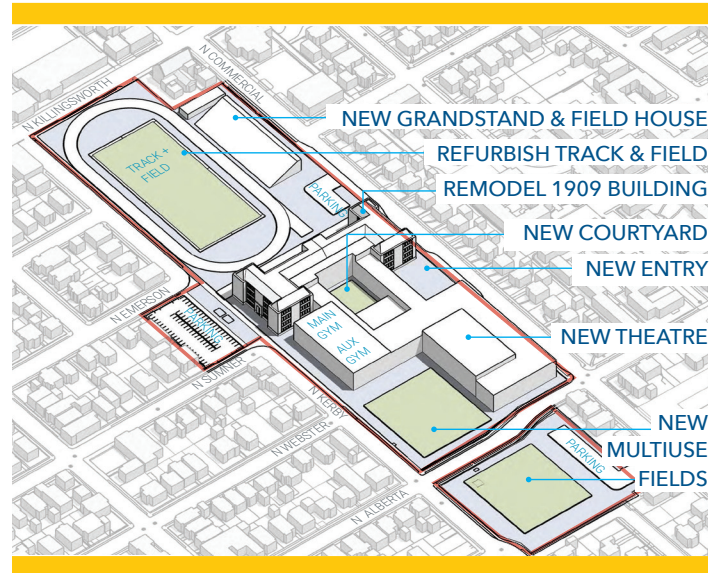 N KILLINGSWORTH
N COMMERCIAL
NEW GRANDSTAND & FIELD HOUSE
REFURBISH TRACK & FIELD
REMODEL 1909 BUILDING
NEW COURTYARD
NEW ENTRY
NEW THEATRE
NEW
MULTIUSE
FIELDS
TRACK +
FIELD
PARKING
N EMERSON
PARKING
MAIN
GYM
AUX
GYM
N SUMNER
N KERBY
N WEBSTER
N ALBERTA
PARKING